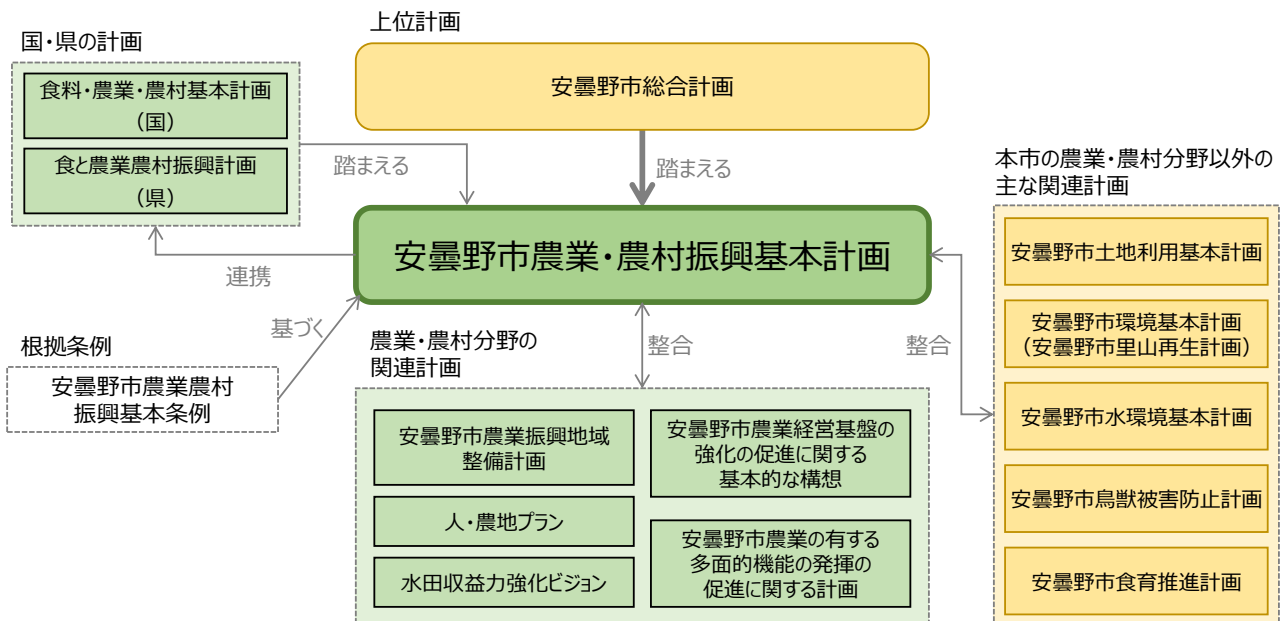 上位計画
安曇野市総合計画
国・県の計画
食料・農業・農村基本計画
（国）
食と農業農村振興計画
（県）
踏まえる
踏まえる
連携
安曇野市農業・農村振興基本計画
基づく
根拠条例
安曇野市農業農村
振興基本条例
農業・農村分野の
関連計画
整合
安曇野市農業振興地域
整備計画
人・農地プラン
水田収益力強化ビジョン
安曇野市農業経営基盤の
強化の促進に関する
基本的な構想
安曇野市農業の有する
多面的機能の発揮の
促進に関する計画
整合
本市の農業・農村分野以外の
主な関連計画
安曇野市土地利用基本計画
安曇野市環境基本計画
（安曇野市里山再生計画）
安曇野市水環境基本計画
安曇野市鳥獣被害防止計画
安曇野市食育推進計画